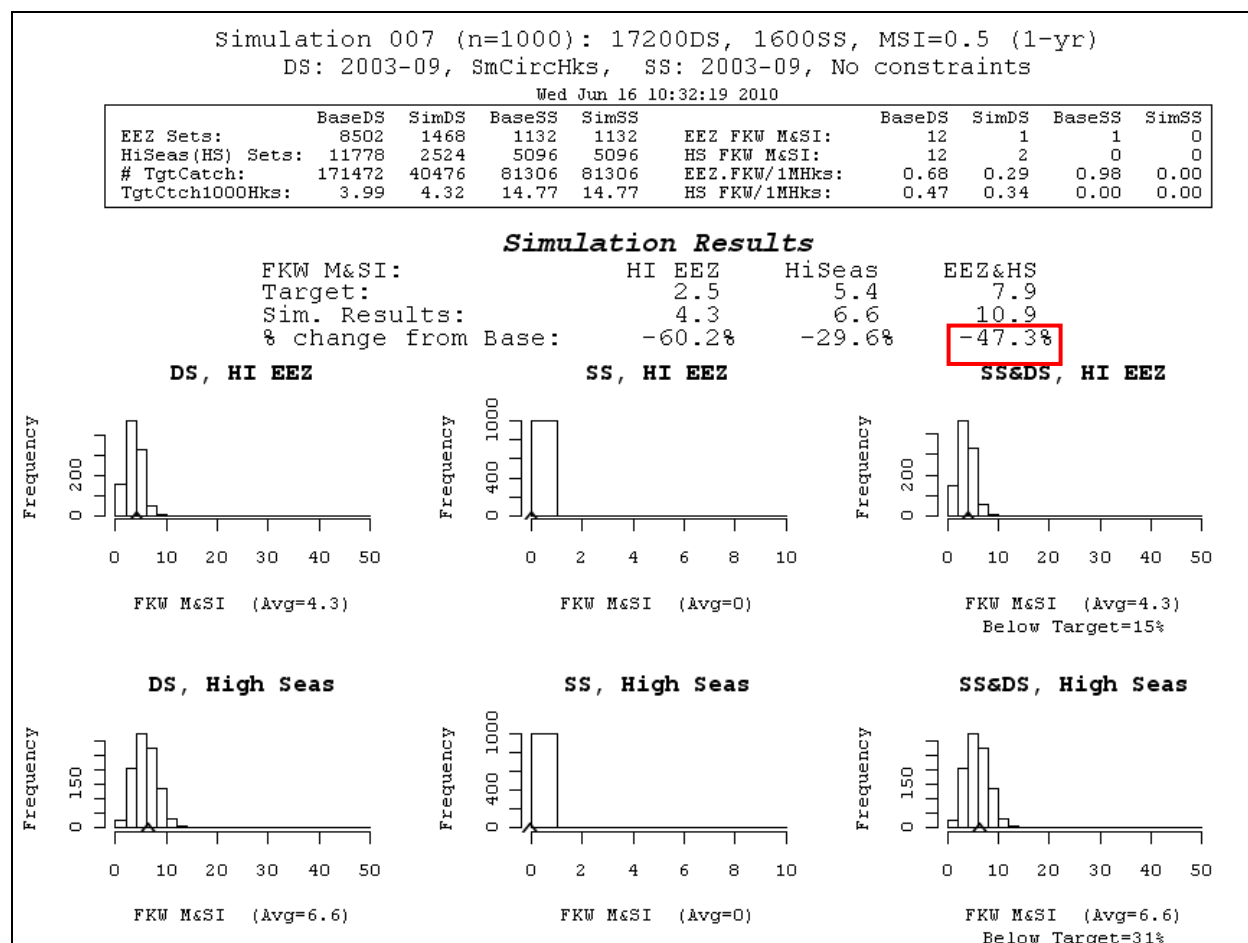 Simulation 007 (n=1000): 17200DS, 1600SS, MSI=0.5 (1-yr)
DS: 2003-09, SmCircHks, SS: 2003-09, No constraints
Wed Jun 16 10:32:19 2010
BaseDS SimDS BaseSS SimSS BaseDS SimDS BaseSS SimSS
EEZ Sets: 8502 1468 1132 1132 EEZ FKW M&SI: 12 1 1 0
HiSeas(HS) Sets: 11778 2524 5096 5096 HS FKW M&SI: 12 2 0 0
# TgtCatch: 171472 40476 81306 81306 EEZ.FKW/1MHks: 0.68 0.29 0.98 0.00
TgtCtch1000Hks: 3.99 4.32 14.77 14.77 HS FKW/1MHks: 0.47 0.34 0.00 0.00
Simulation Results
FKW M&SI: HI EEZ HiSeas EEZ&HS
Target: 2.5 5.4 7.9
Sim. Results: 4.3 6.6 10.9
% change from Base: -60.2% -29.6% -47.3%
DS, HI EEZ
Frequency
0 200
0 10 20 30 40 50
FKW M&SI (Avg=4.3)
SS, HI EEZ
Frequency
0 400 1000
0 2 4 6 8 10
FKW M&SI (Avg=0)
SS&DS, HI EEZ
Frequency
0 200
0 10 20 30 40 50
FKW M&SI (Avg=4.3)
Below Target=15%
DS, High Seas
Frequency
0 150
0 10 20 30 40 50
FKW M&SI (Avg=6.6)
SS, High Seas
Frequency
0 400 1000
0 2 4 6 8 10
FKW M&SI (Avg=0)
SS&DS, High Seas
Frequency
0 150
0 10 20 30 40 50
FKW M&SI (Avg=6.6)
Below Target=31%